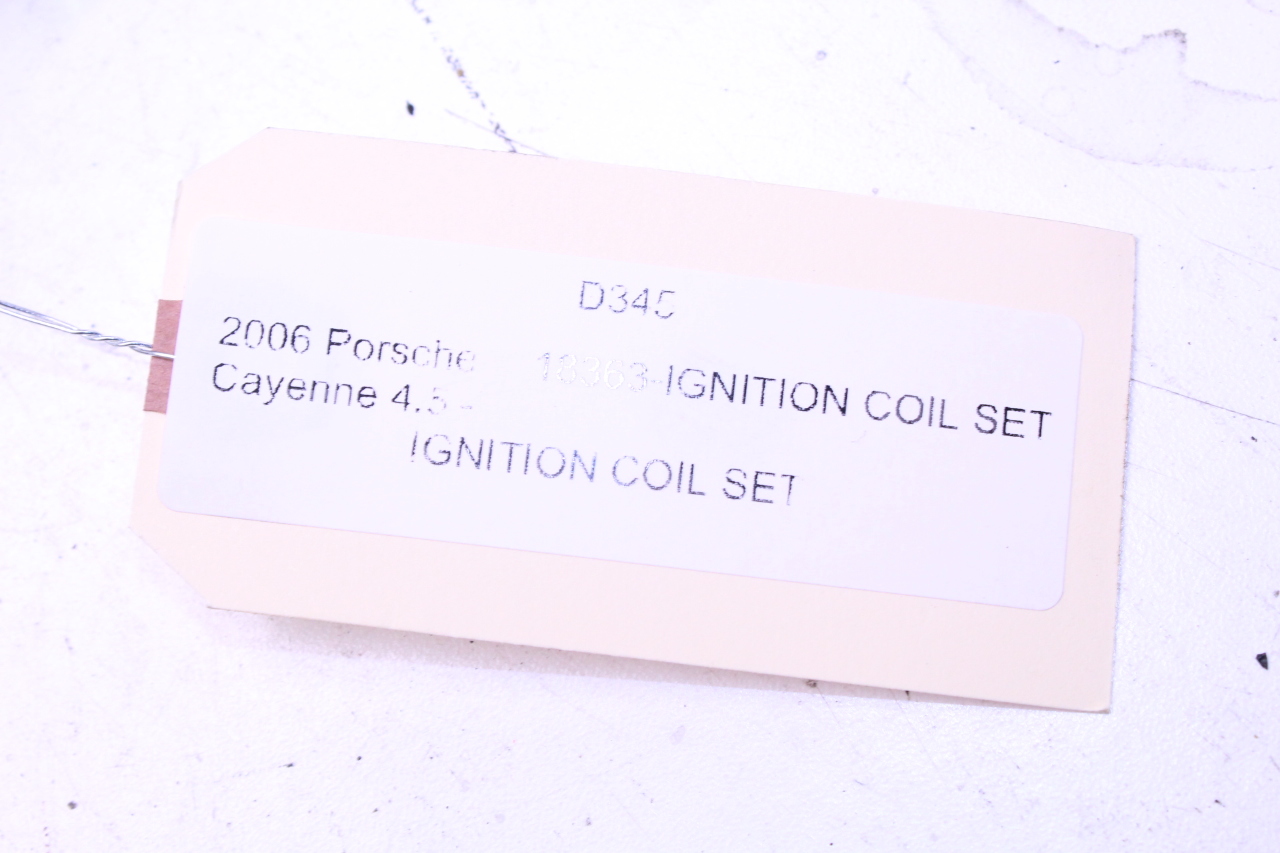 D345
2006 Porsche 18363-IGNITION COIL SET
Cayenne 4.5 -
IGNITION COIL SET